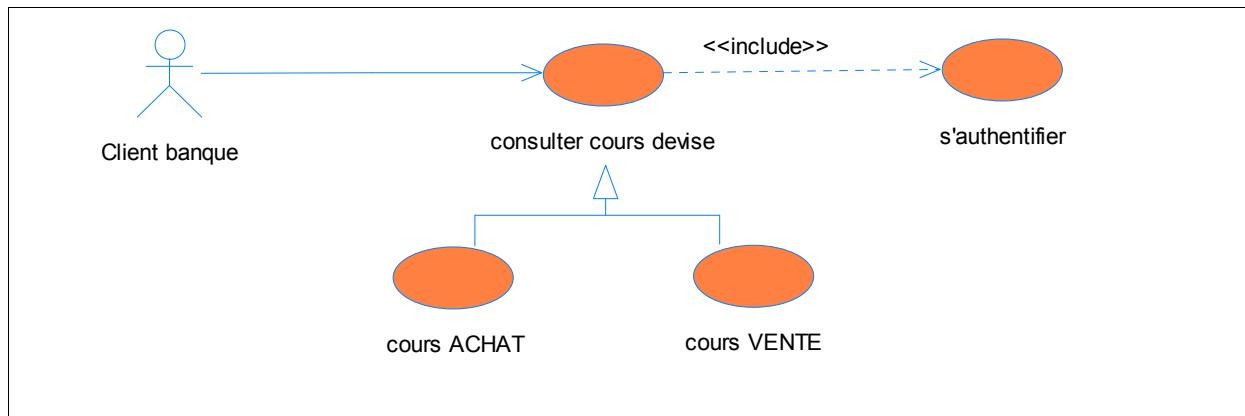 <<include>>
Client banque
consulter cours devise
s'authentifier
cours ACHAT
cours VENTE